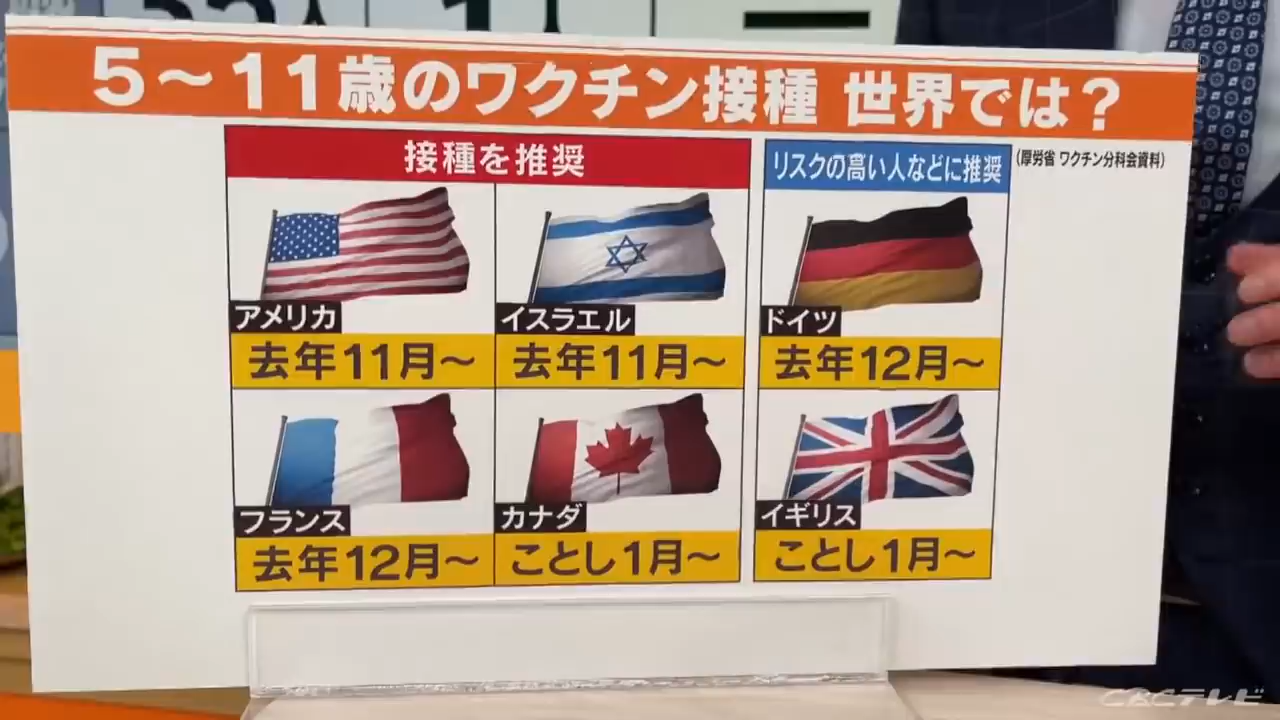 5〜11歳のワクチン接種 世界では?
接種を推奨
リスクの高い人などに推奨
(厚労省 ワクチン分科会資料)
アメリカ
去年11月〜
イスラエル
去年11月〜
ドイツ
去年12月〜
フランス
去年12月〜
カナダ
ことし1月〜
イギリス
ことし1月〜
CBCテレビ